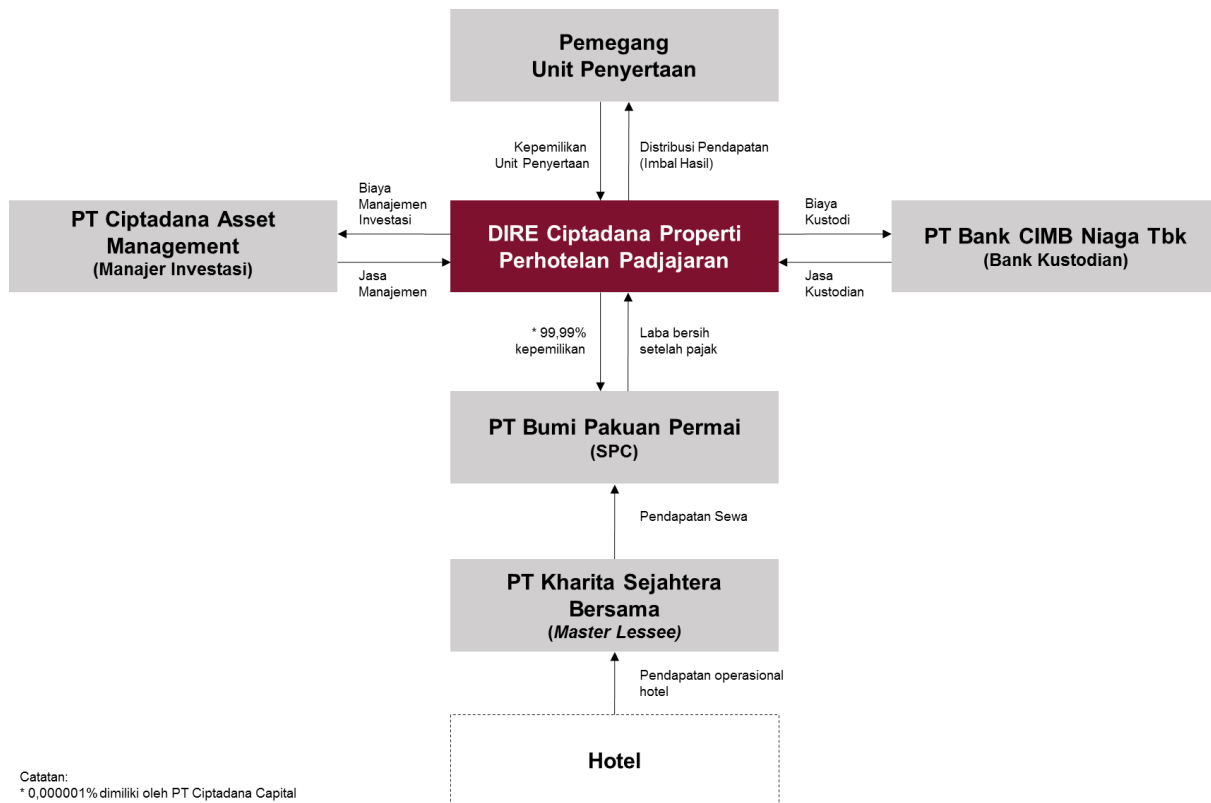 Pemegang
Unit Penyertaan
Kepemilikan
Unit Penyertaan
Distribusi Pendapatan
(Imbal Hasil)
PT Ciptadana Asset
Management
(Manajer Investasi)
Biaya
Manajemen
Investasi
Jasa
Manajemen
DIRE Ciptadana Properti
Perhotelan Padjajaran
Biaya
Kustodi
Jasa
Kustodian
PT Bank CIMB Niaga Tbk
(Bank Kustodian)
* 99,99%
kepemilikan
Laba bersih
setelah pajak
PT Bumi Pakuan Permai
(SPC)
Pendapatan Sewa
PT Kharita Sejahtera
Bersama
(Master Lessee)
Pendapatan operasional
hotel
Hotel
Catatan:
* 0,000001% dimiliki oleh PT Ciptadana Capital